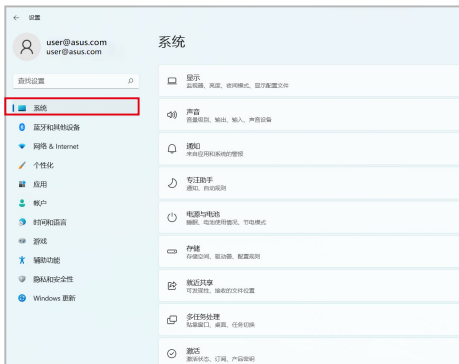 设置
user@asus.com
user@asus.com
查找设置
系统
蓝牙和其他设备
网络 & Internet
个性化
应用
帐户
时间和语言
游戏
辅助功能
隐私和安全性
Windows 更新
系统
显示
监视器、亮度、夜间模式、显示配置文件
声音
音量级别、输出、输入、声音设备
通知
来自应用和系统的警报
专注助手
通知、自动规则
电源与电池
睡眠、电池使用情况、节电模式
存储
存储空间、驱动器、配置规则
就近共享
可发现性、接收的文件位置
多任务处理
贴靠窗口、桌面、任务切换
激活
激活状态、订阅、产品密钥